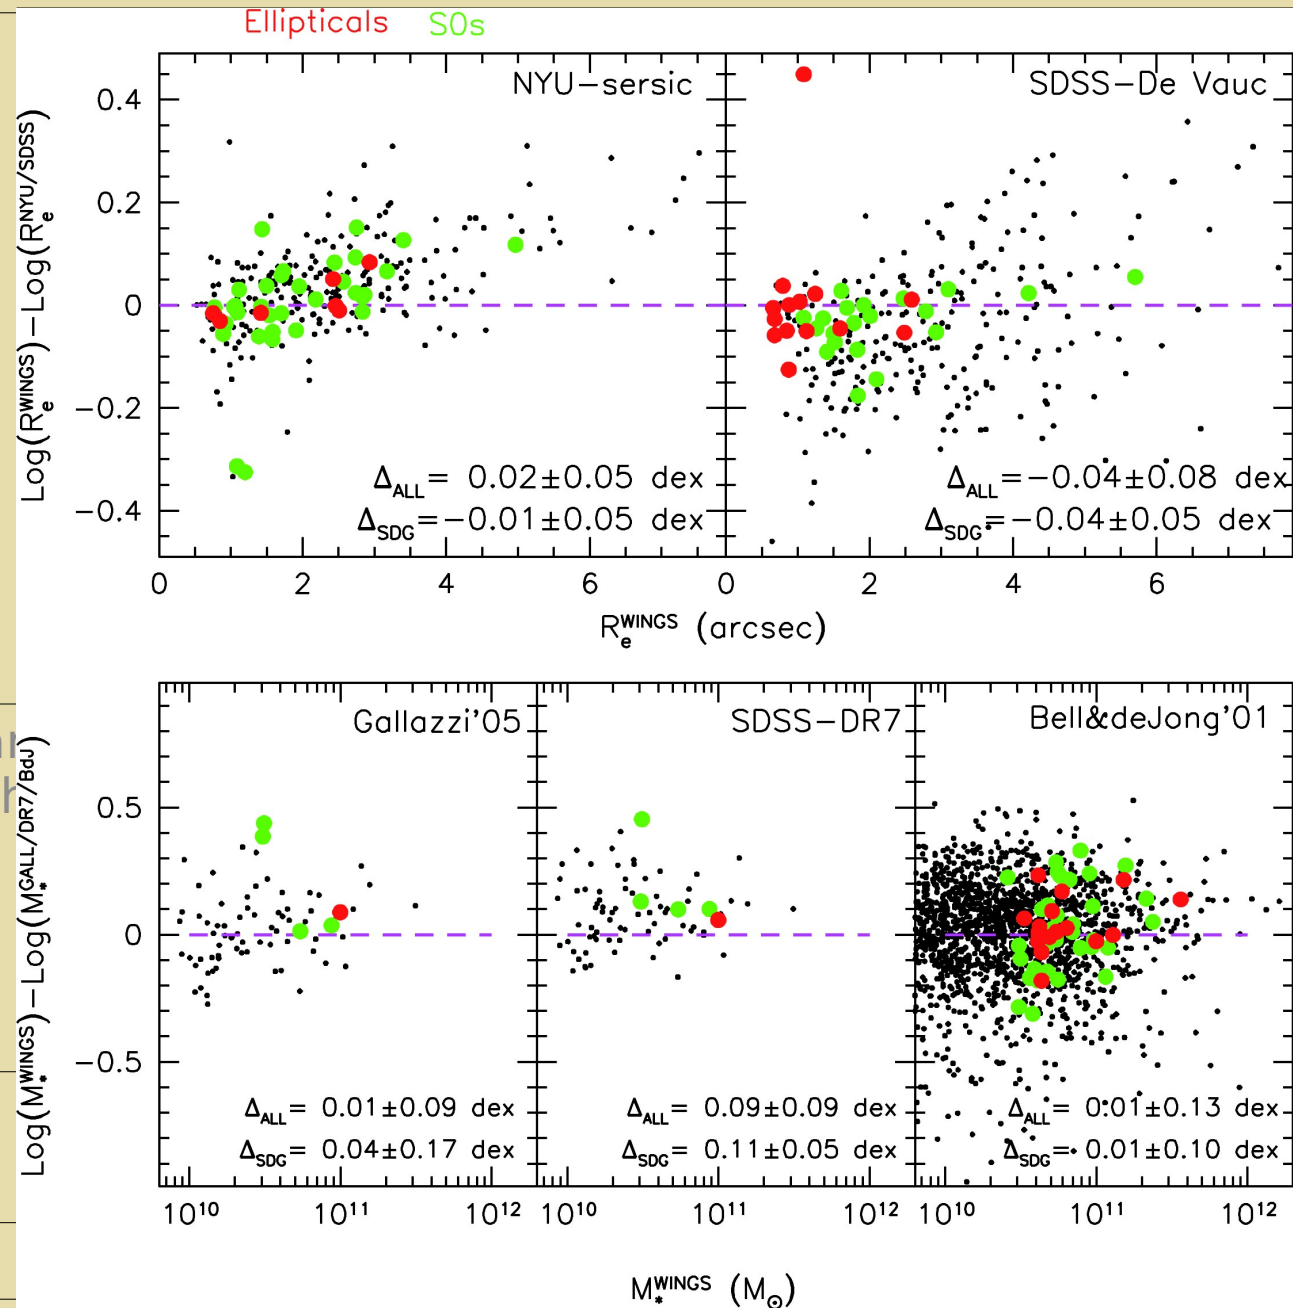 Ellipticals S0s
NYU-sersic
SDSS-De Vauc
Log(R_e^WINGS)-Log(R_e^NYU/SDSS)
0.4
0.2
0
-0.2
-0.4
Δ_ALL= 0.02±0.05 dex
Δ_SDG=-0.01±0.05 dex
Δ_ALL=-0.04±0.08 dex
Δ_SDG=-0.04±0.05 dex
0 2 4 6 0 2 4 6
R_e^WINGS (arcsec)
Gallazzi'05
SDSS-DR7
Bell&deJong'01
Log(M_*^WINGS)-Log(M_*^GALL/DR7/BdJ)
0.5
0
-0.5
Δ_ALL= 0.01±0.09 dex
Δ_SDG= 0.04±0.17 dex
Δ_ALL= 0.09±0.09 dex
Δ_SDG= 0.11±0.05 dex
Δ_ALL= 0.01±0.13 dex
Δ_SDG= 0.01±0.10 dex
10^10 10^11 10^12 10^10 10^11 10^12 10^10 10^11 10^12
M_*^WINGS (M_⊙)